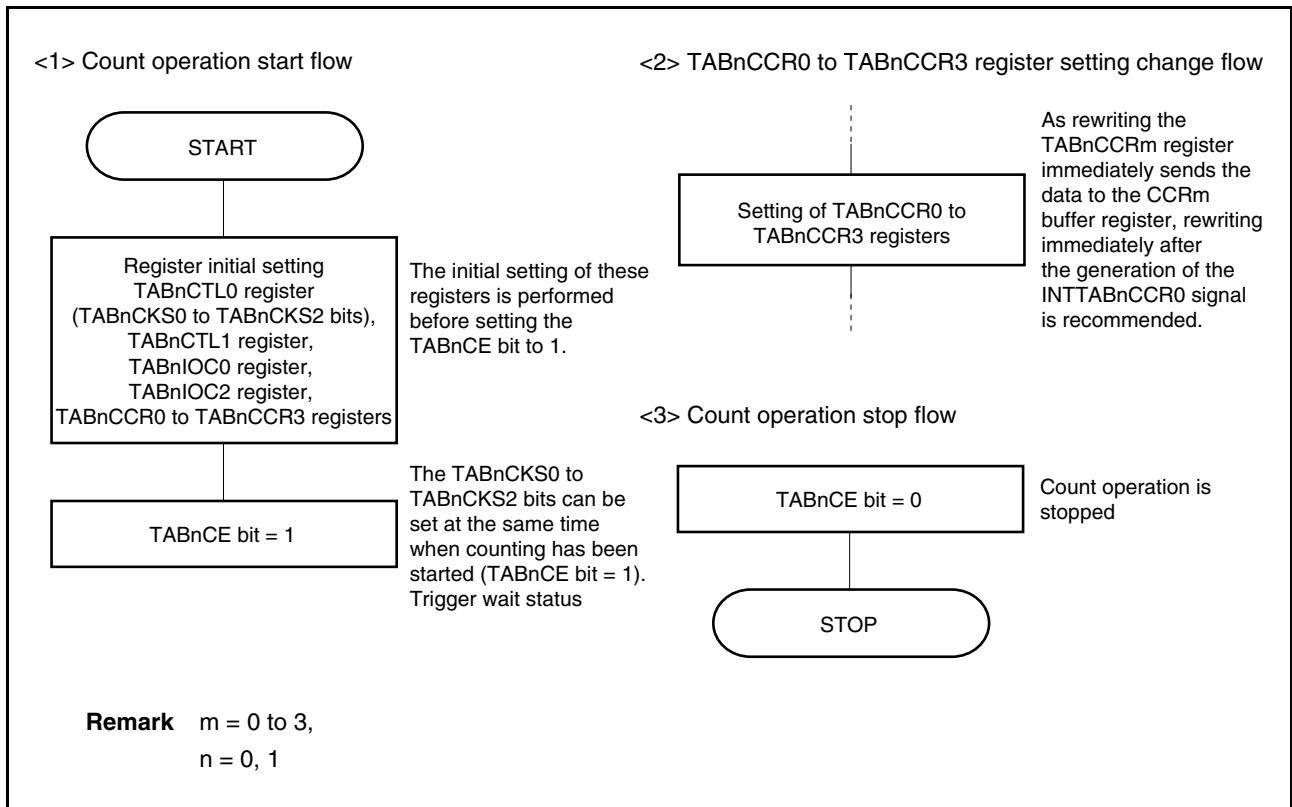 <1> Count operation start flow
START
Register initial setting
TABnCTL0 register
(TABnCKS0 to TABnCKS2 bits),
TABnCTL1 register,
TABnIOC0 register,
TABnIOC2 register,
TABnCCR0 to TABnCCR3 registers
The initial setting of these
registers is performed
before setting the
TABnCE bit to 1.
TABnCE bit = 1
The TABnCKS0 to
TABnCKS2 bits can be
set at the same time
when counting has been
started (TABnCE bit = 1).
Trigger wait status
<2> TABnCCR0 to TABnCCR3 register setting change flow
Setting of TABnCCR0 to
TABnCCR3 registers
As rewriting the
TABnCCRm register
immediately sends the
data to the CCRm
buffer register, rewriting
immediately after
the generation of the
INTTABnCCR0 signal
is recommended.
<3> Count operation stop flow
TABnCE bit = 0
Count operation is
stopped
STOP
Remark m = 0 to 3,
n = 0, 1